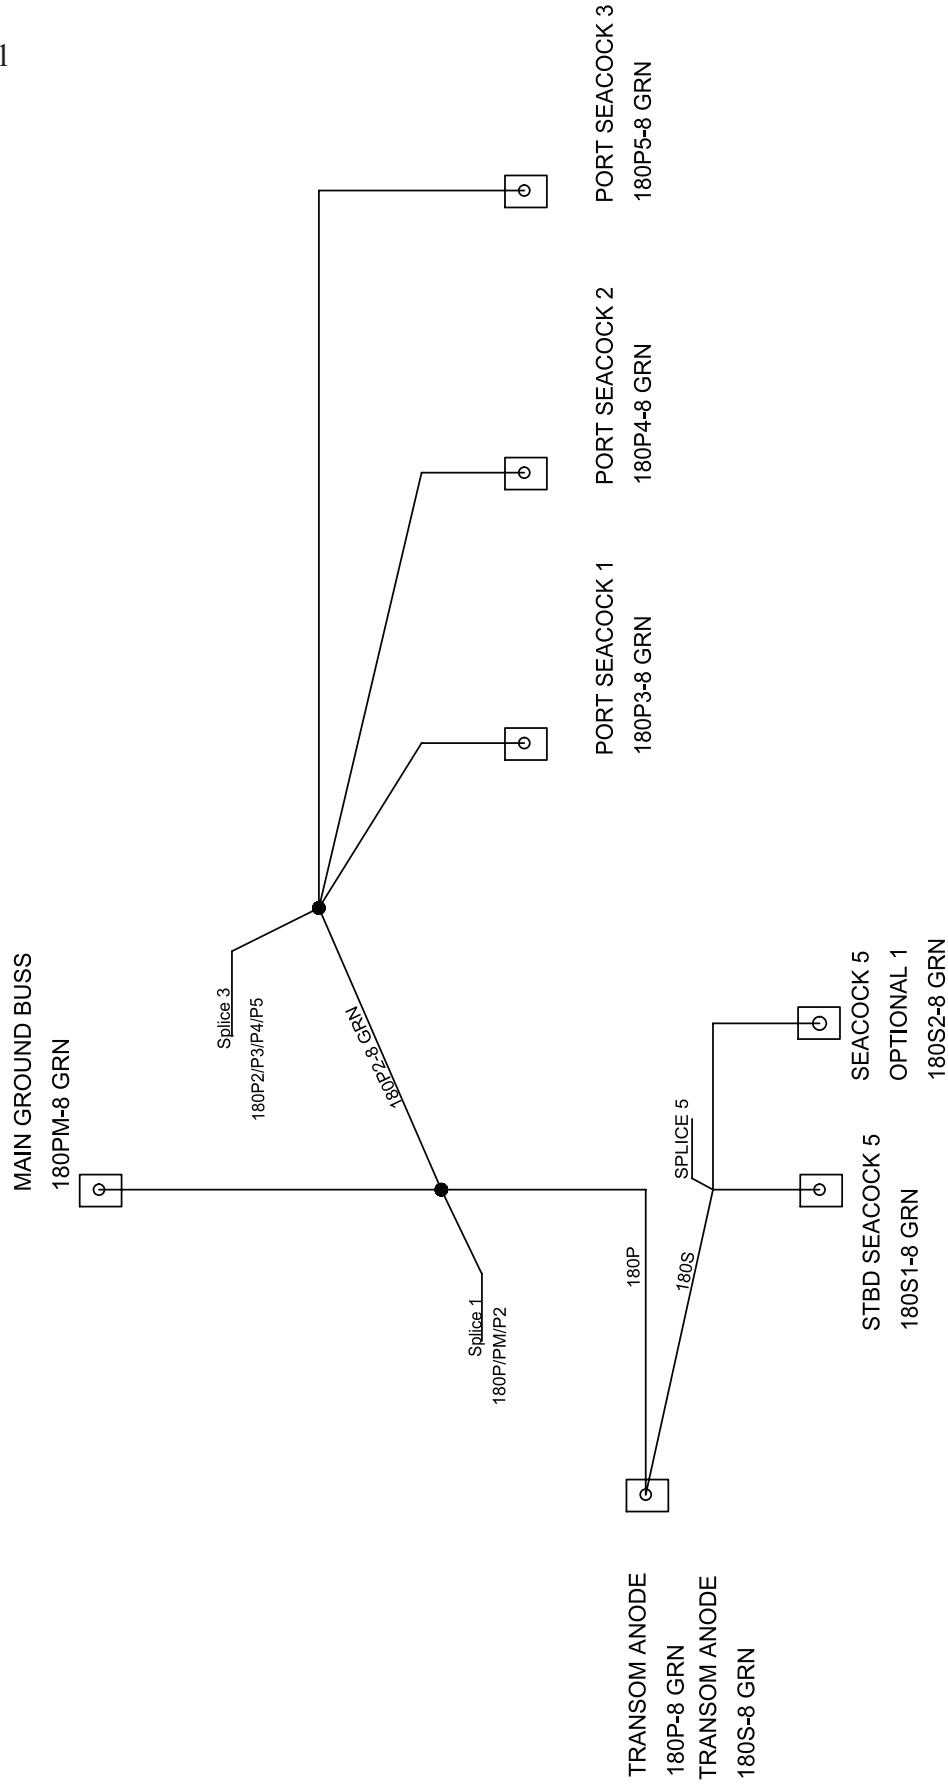 1
MAIN GROUND BUSS
180PM-8 GRN
Splice 3
180P2/P3/P4/P5
180P2-8 GRN
Splice 1
180P/PM/P2
PORT SEACOCK 1
180P3-8 GRN
PORT SEACOCK 2
180P4-8 GRN
PORT SEACOCK 3
180P5-8 GRN
180P
180S
SPLICE 5
TRANSOM ANODE
180P-8 GRN
TRANSOM ANODE
180S-8 GRN
STBD SEACOCK 5
180S1-8 GRN
SEACOCK 5
OPTIONAL 1
180S2-8 GRN